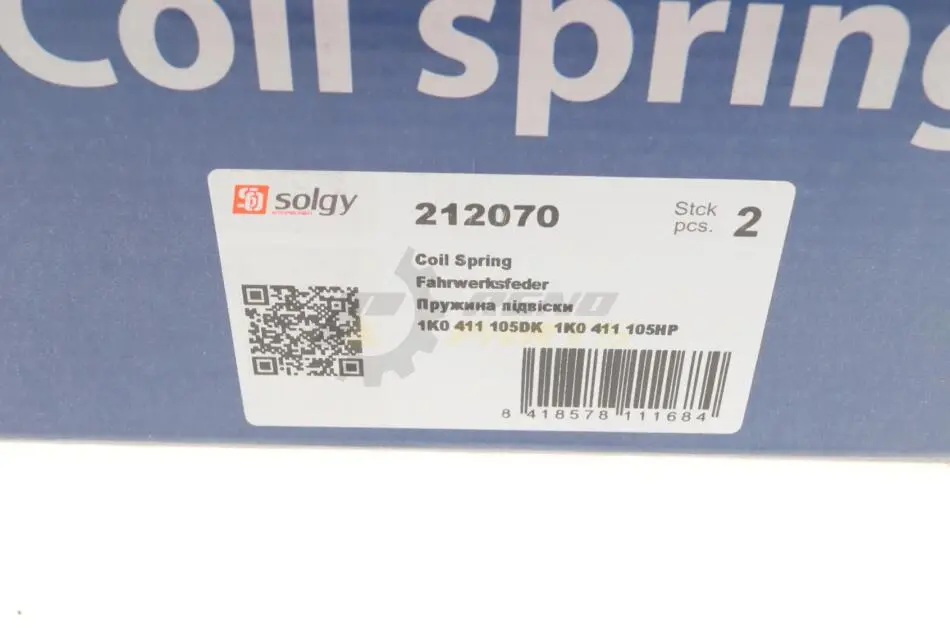 Coil spring
solgy
212070
Stck
pcs. 2
Coil Spring
Fahrwerksfeder
Пружина підвіски
1K0 411 105DK 1K0 411 105HP
8 418578 111684